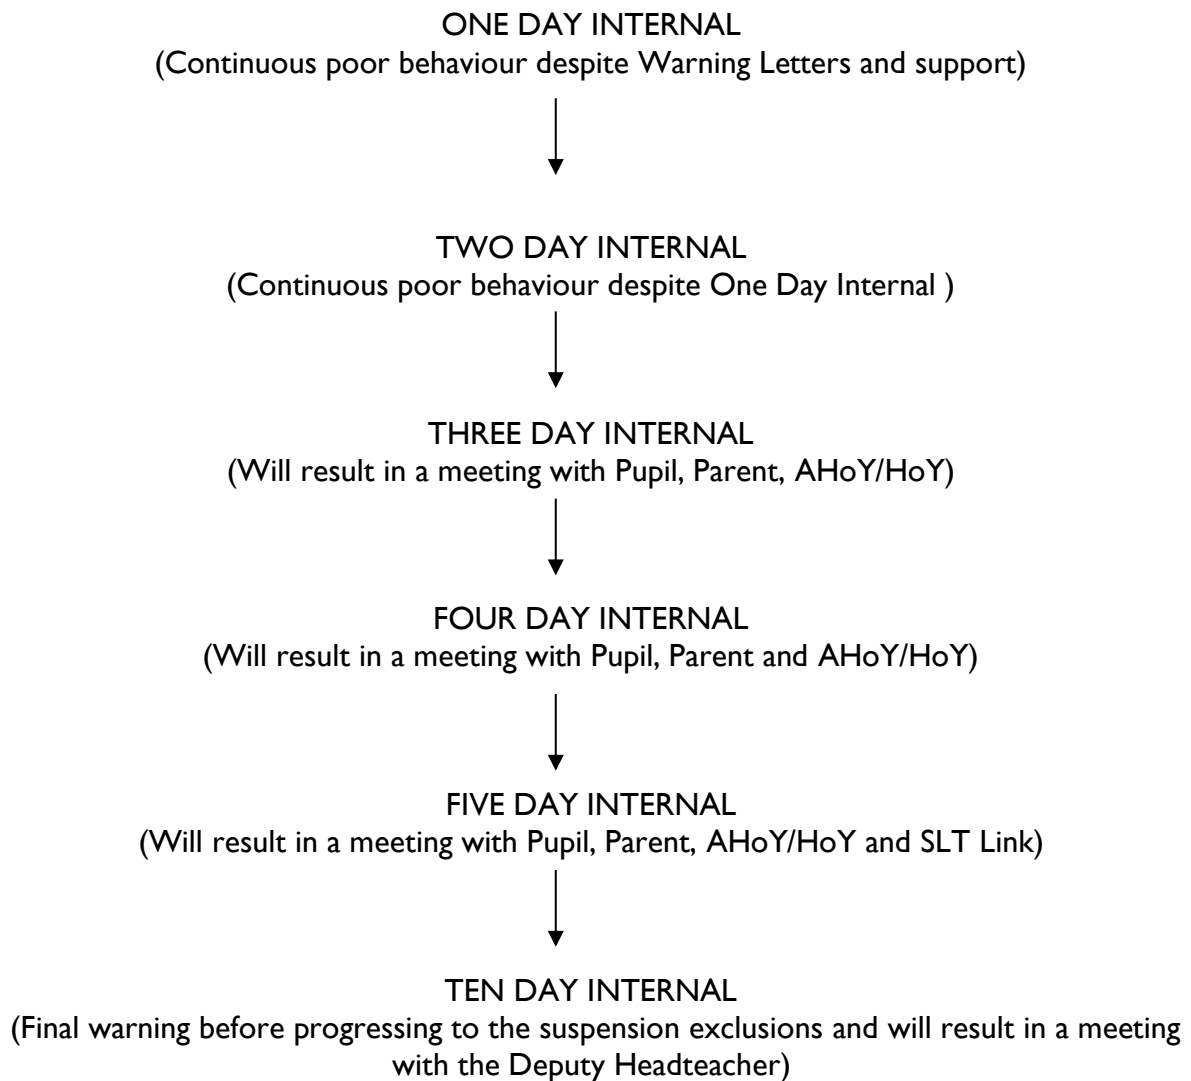 ONE DAY INTERNAL
(Continuous poor behaviour despite Warning Letters and support)
TWO DAY INTERNAL
(Continuous poor behaviour despite One Day Internal )
THREE DAY INTERNAL
(Will result in a meeting with Pupil, Parent, AHoY/HoY)
FOUR DAY INTERNAL
(Will result in a meeting with Pupil, Parent and AHoY/HoY)
FIVE DAY INTERNAL
(Will result in a meeting with Pupil, Parent, AHoY/HoY and SLT Link)
TEN DAY INTERNAL
(Final warning before progressing to the suspension exclusions and will result in a meeting
with the Deputy Headteacher)